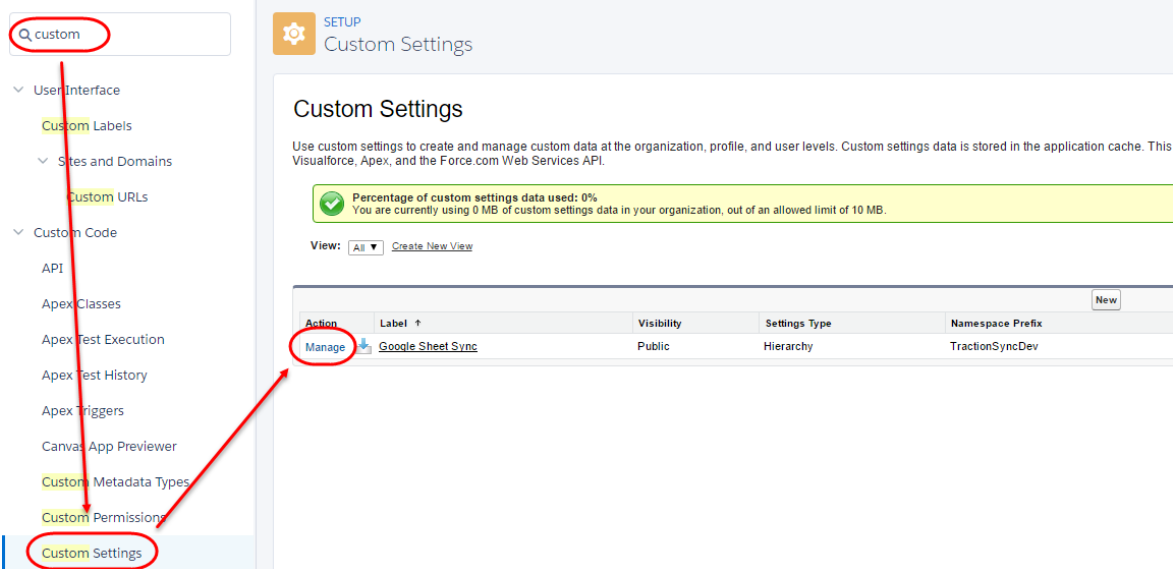 custom
User Interface
Custom Labels
Sites and Domains
Custom URLs
Custom Code
API
Apex Classes
Apex Test Execution
Apex Test History
Apex Triggers
Canvas App Previewer
Custom Metadata Types
Custom Permissions
Custom Settings
SETUP
Custom Settings
Custom Settings
Use custom settings to create and manage custom data at the organization, profile, and user levels. Custom settings data is stored in the application cache. This
Visualforce, Apex, and the Force.com Web Services API.
Percentage of custom settings data used: 0%
You are currently using 0 MB of custom settings data in your organization, out of an allowed limit of 10 MB.
View: All ▼ Create New View
New
Action Label ↑ Visibility Settings Type Namespace Prefix
Manage Google Sheet Sync Public Hierarchy TractionSyncDev